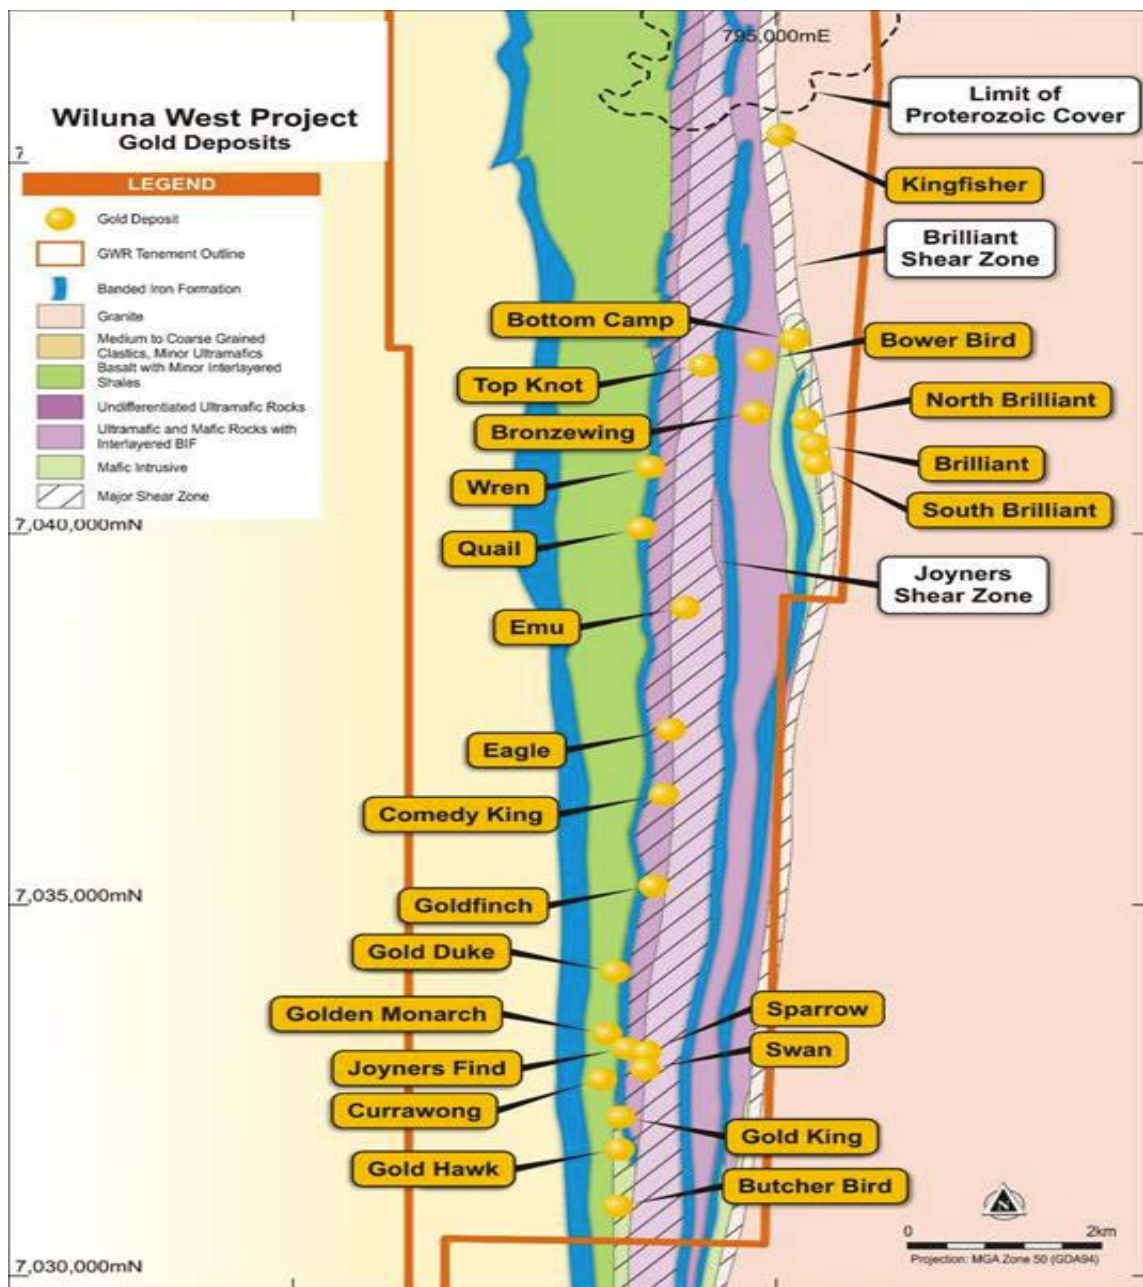 795,000mE
Wiluna West Project
Gold Deposits
Limit of
Proterozoic Cover
7
LEGEND
Kingfisher
Gold Deposit
GWR Tenement Outline
Brilliant
Shear Zone
Banded Iron Formation
Granite
Bottom Camp
Medium to Coarse Grained
Clastics, Minor Ultramafics
Bower Bird
Basalt with Minor Interlayered
Shales
Top Knot
Undifferentiated Ultramafic Rocks
North Brilliant
Bronzewing
Ultramafic and Mafic Rocks with
Interlayered BIF
Mafic Intrusive
Brilliant
Wren
Major Shear Zone
South Brilliant
7,040,000mN
Quail
Joyners
Shear Zone
Emu
Eagle
Comedy King
7,035,000mN
Goldfinch
Gold Duke
Golden Monarch
Sparrow
Joyners Find
Swan
Currawong
Gold King
Gold Hawk
Butcher Bird
N
0 2km
Projection: MGA Zone 50 (GDA94)
7,030,000mN